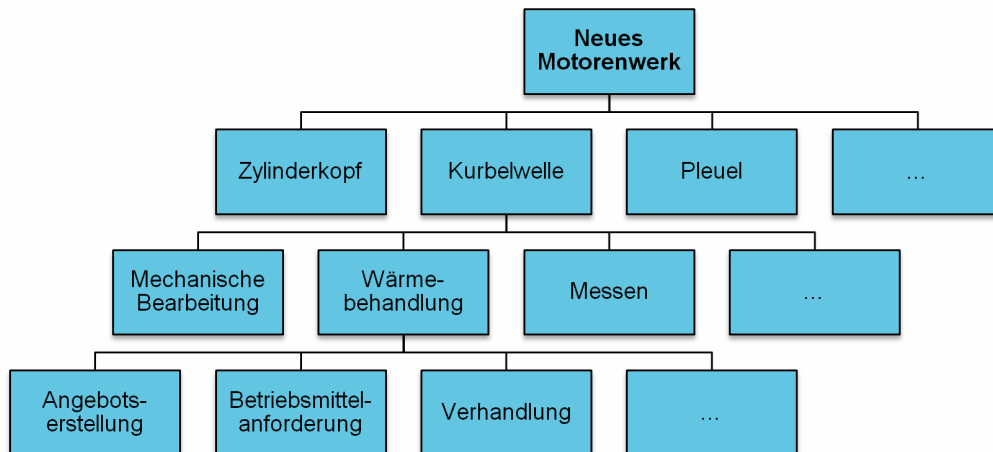 Neues
Motorenwerk
Zylinderkopf
Kurbelwelle
Pleuel
...
Mechanische
Bearbeitung
Wärme-
behandlung
Messen
...
Angebots-
erstellung
Betriebsmittel-
anforderung
Verhandlung
...